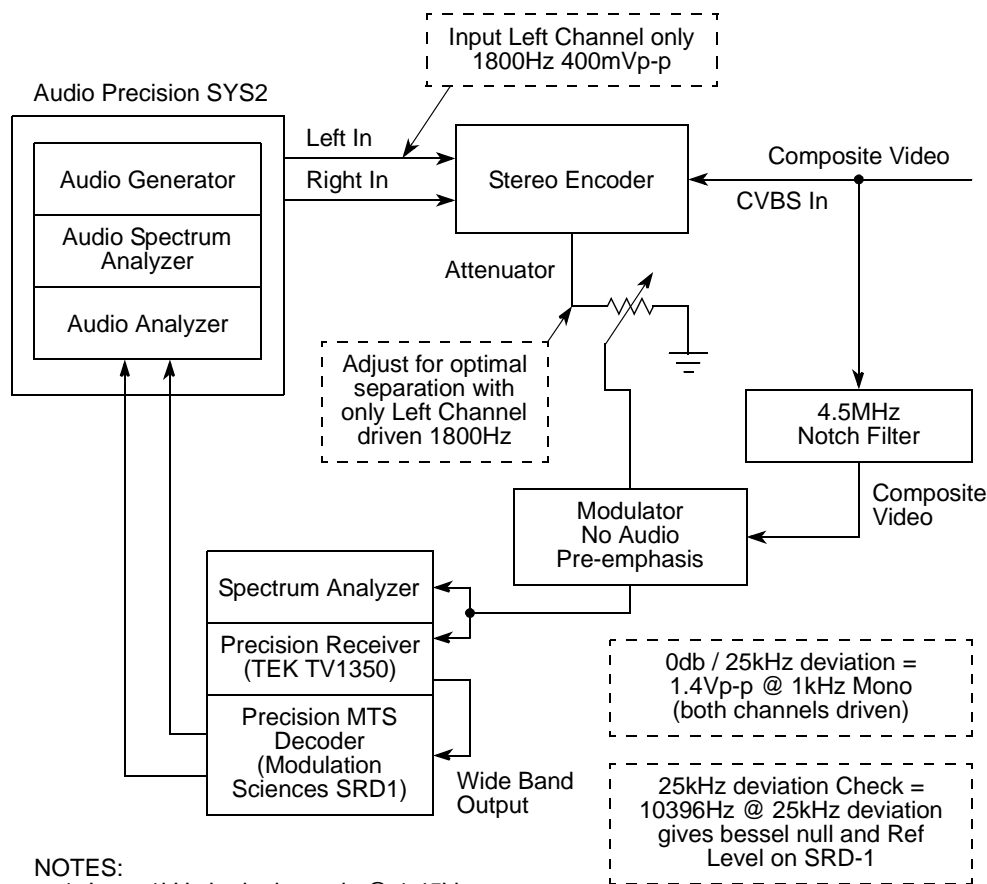 Input Left Channel only
1800Hz 400mVp-p
Audio Precision SYS2
Left In
Right In
Audio Generator
Audio Spectrum
Analyzer
Audio Analyzer
Stereo Encoder
Composite Video
CVBS In
Attenuator
Adjust for optimal
separation with
only Left Channel
driven 1800Hz
4.5MHz
Notch Filter
Composite
Video
Modulator
No Audio
Pre-emphasis
Spectrum Analyzer
Precision Receiver
(TEK TV1350)
Precision MTS
Decoder
(Modulation
Sciences SRD1)
Wide Band
Output
0db / 25kHz deviation =
1.4Vp-p @ 1kHz Mono
(both channels driven)
25kHz deviation Check =
10396Hz @ 25kHz deviation
gives bessel null and Ref
Level on SRD-1
NOTES: